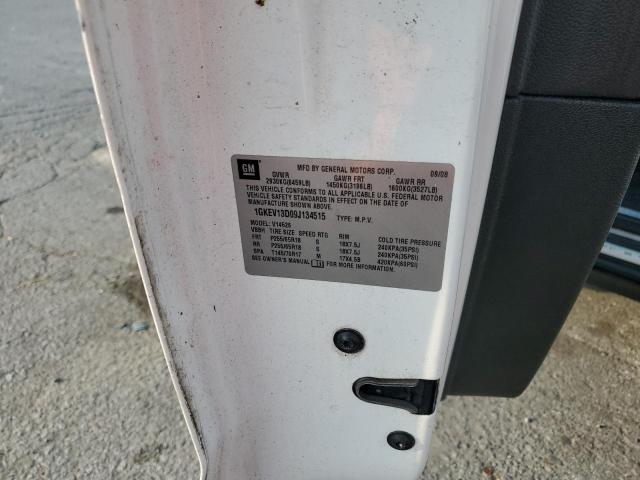 GM
MFD BY GENERAL MOTORS CORP. 09/08
GVWR GAWR FRT GAWR RR
2930KG(6459LB) 1450KG(3196LB) 1600KG(3527LB)
THIS VEHICLE CONFORMS TO ALL APPLICABLE U.S. FEDERAL MOTOR
VEHICLE SAFETY STANDARDS IN EFFECT ON THE DATE OF
MANUFACTURE SHOWN ABOVE.
1GKEV13D09J134515 TYPE: M.P.V.
MODEL: V14526
VBBH TIRE SIZE SPEED RTG RIM COLD TIRE PRESSURE
FRT P255/65R18 S 18X7.5J 240KPA(35PSI)
RR P255/65R18 S 18X7.5J 240KPA(35PSI)
SPA T145/70R17 M 17X4.5B 420KPA(60PSI)
SEE OWNER'S MANUAL FOR MORE INFORMATION.